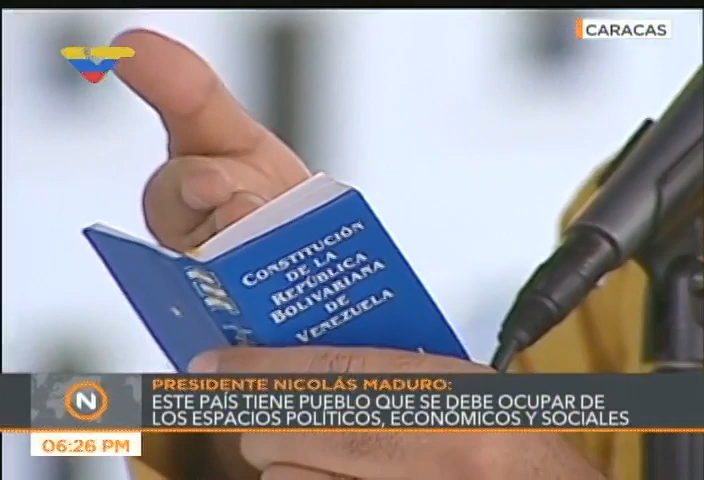 CARACAS
CONSTITUCIÓN
DE LA
REPÚBLICA
BOLIVARIANA
DE
VENEZUELA
N
PRESIDENTE NICOLÁS MADURO:
ESTE PAÍS TIENE PUEBLO QUE SE DEBE OCUPAR DE
LOS ESPACIOS POLÍTICOS, ECONÓMICOS Y SOCIALES
06:26 PM